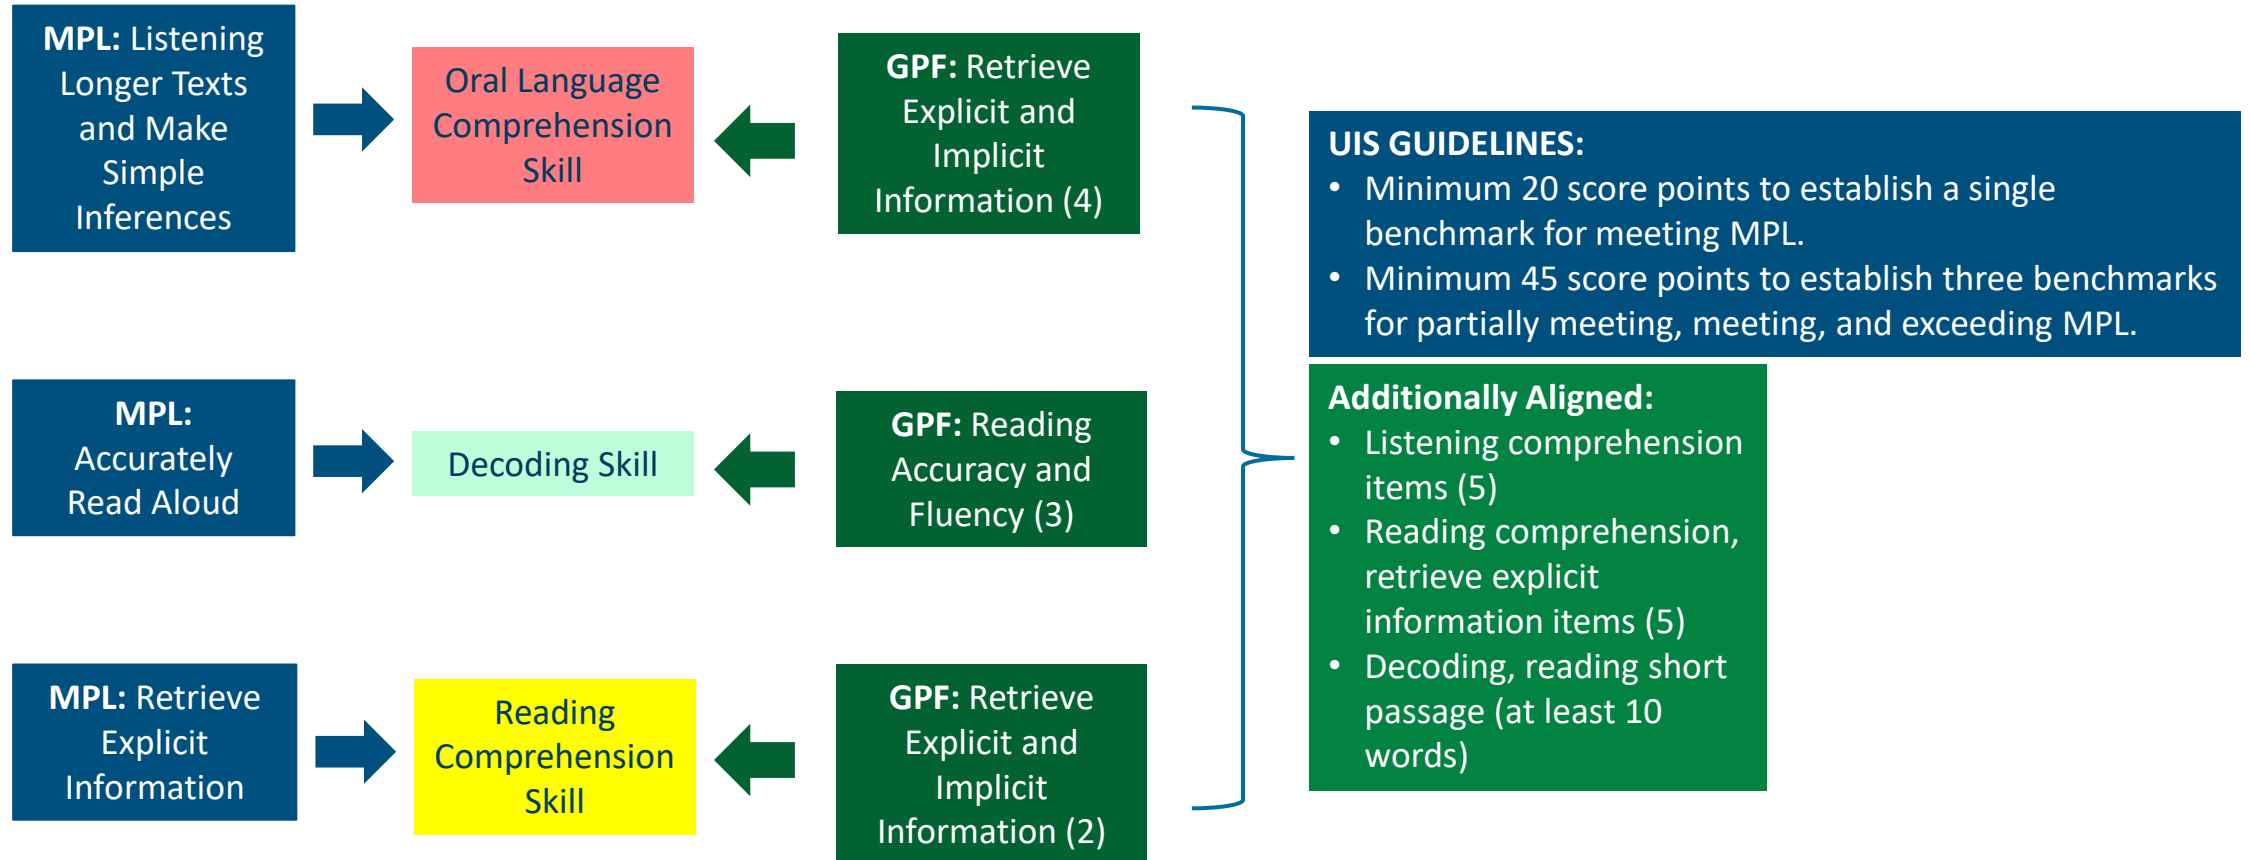 MPL: Listening
Longer Texts
and Make
Simple
Inferences
Oral Language
Comprehension
Skill
GPF: Retrieve
Explicit and
Implicit
Information (4)
MPL:
Accurately
Read Aloud
Decoding Skill
GPF: Reading
Accuracy and
Fluency (3)
MPL: Retrieve
Explicit
Information
Reading
Comprehension
Skill
GPF: Retrieve
Explicit and
Implicit
Information (2)
UIS GUIDELINES:
• Minimum 20 score points to establish a single
benchmark for meeting MPL.
• Minimum 45 score points to establish three benchmarks
for partially meeting, meeting, and exceeding MPL.
Additionally Aligned:
• Listening comprehension
items (5)
• Reading comprehension,
retrieve explicit
information items (5)
• Decoding, reading short
passage (at least 10
words)